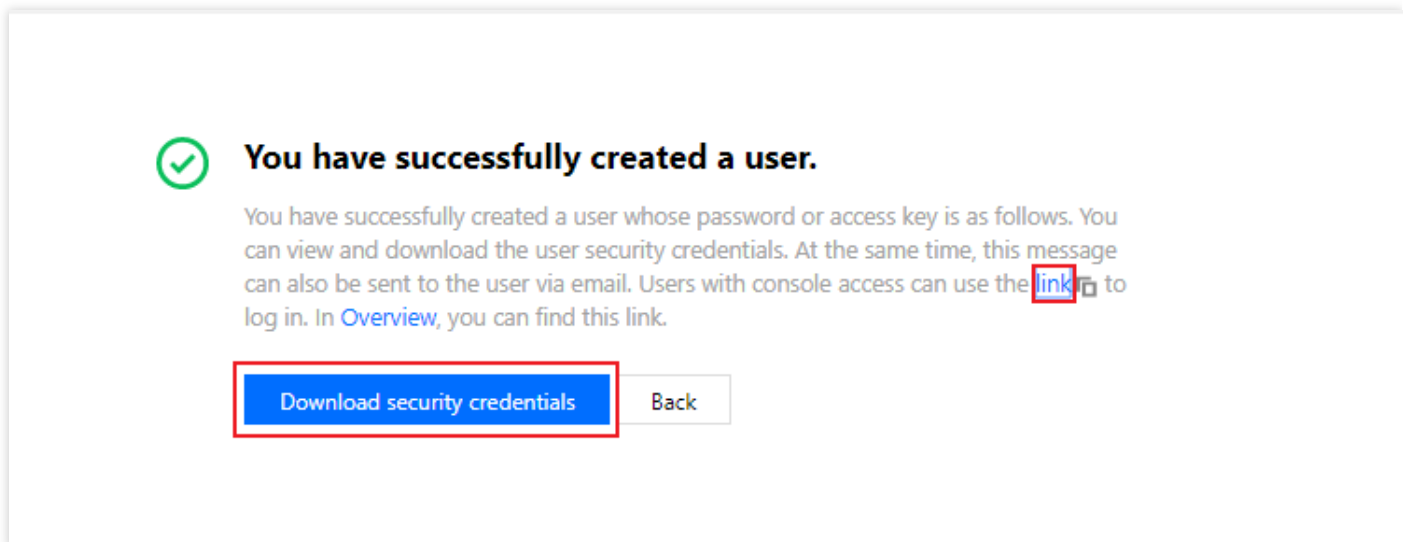 You have successfully created a user.
You have successfully created a user whose password or access key is as follows. You
can view and download the user security credentials. At the same time, this message
can also be sent to the user via email. Users with console access can use the link to
log in. In Overview, you can find this link.
Download security credentials
Back